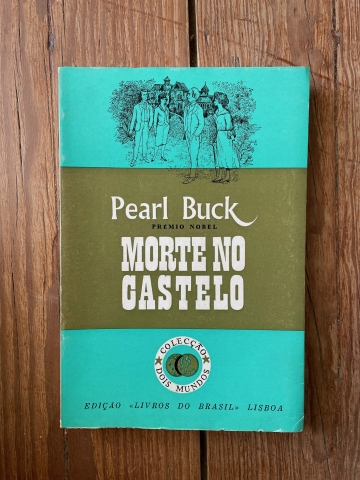 Pearl Buck
PRÉMIO NOBEL
MORTE NO
CASTELO
COLECÇÃO
DOIS MUNDOS
EDIÇÃO «LIVROS DO BRASIL» LISBOA